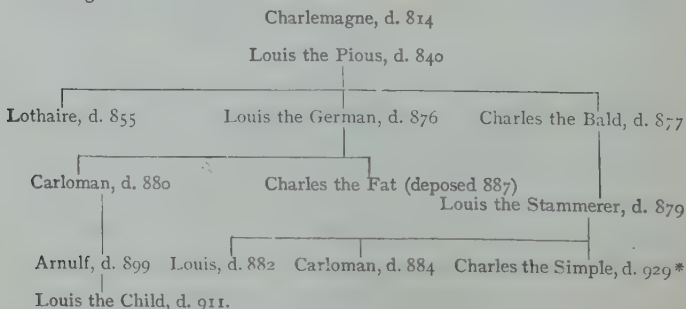 Charlemagne, d. 814
Louis the Pious, d. 840
Lothaire, d. 855 Louis the German, d. 876 Charles the Bald, d. 877
Carloman, d. 880 Charles the Fat (deposed 887)
Louis the Stammerer, d. 879
Arnulf, d. 899 Louis, d. 882 Carloman, d. 884 Charles the Simple, d. 929*
Louis the Child, d. 911.